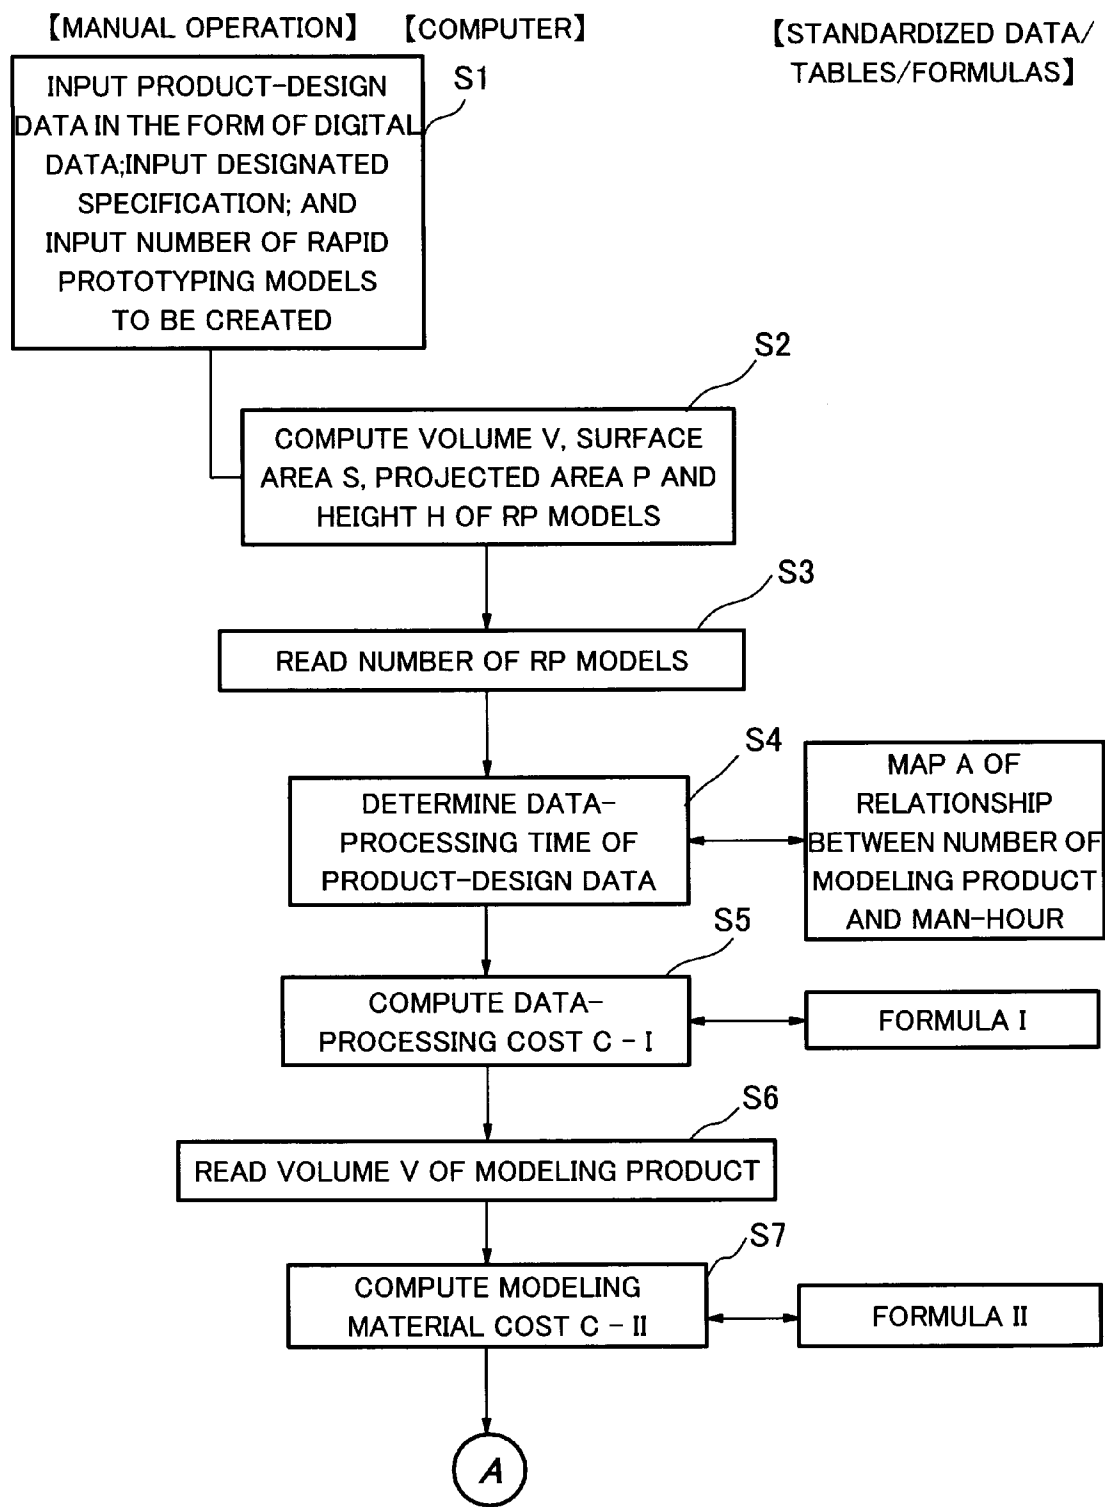 【MANUAL OPERATION】 【COMPUTER】
【STANDARDIZED DATA/
TABLES/FORMULAS】
S1
INPUT PRODUCT-DESIGN
DATA IN THE FORM OF DIGITAL
DATA;INPUT DESIGNATED
SPECIFICATION; AND
INPUT NUMBER OF RAPID
PROTOTYPING MODELS
TO BE CREATED
S2
COMPUTE VOLUME V, SURFACE
AREA S, PROJECTED AREA P AND
HEIGHT H OF RP MODELS
S3
READ NUMBER OF RP MODELS
S4
DETERMINE DATA-
PROCESSING TIME OF
PRODUCT-DESIGN DATA
MAP A OF
RELATIONSHIP
BETWEEN NUMBER OF
MODELING PRODUCT
AND MAN-HOUR
S5
COMPUTE DATA-
PROCESSING COST C - I
FORMULA I
S6
READ VOLUME V OF MODELING PRODUCT
S7
COMPUTE MODELING
MATERIAL COST C - II
FORMULA II
A